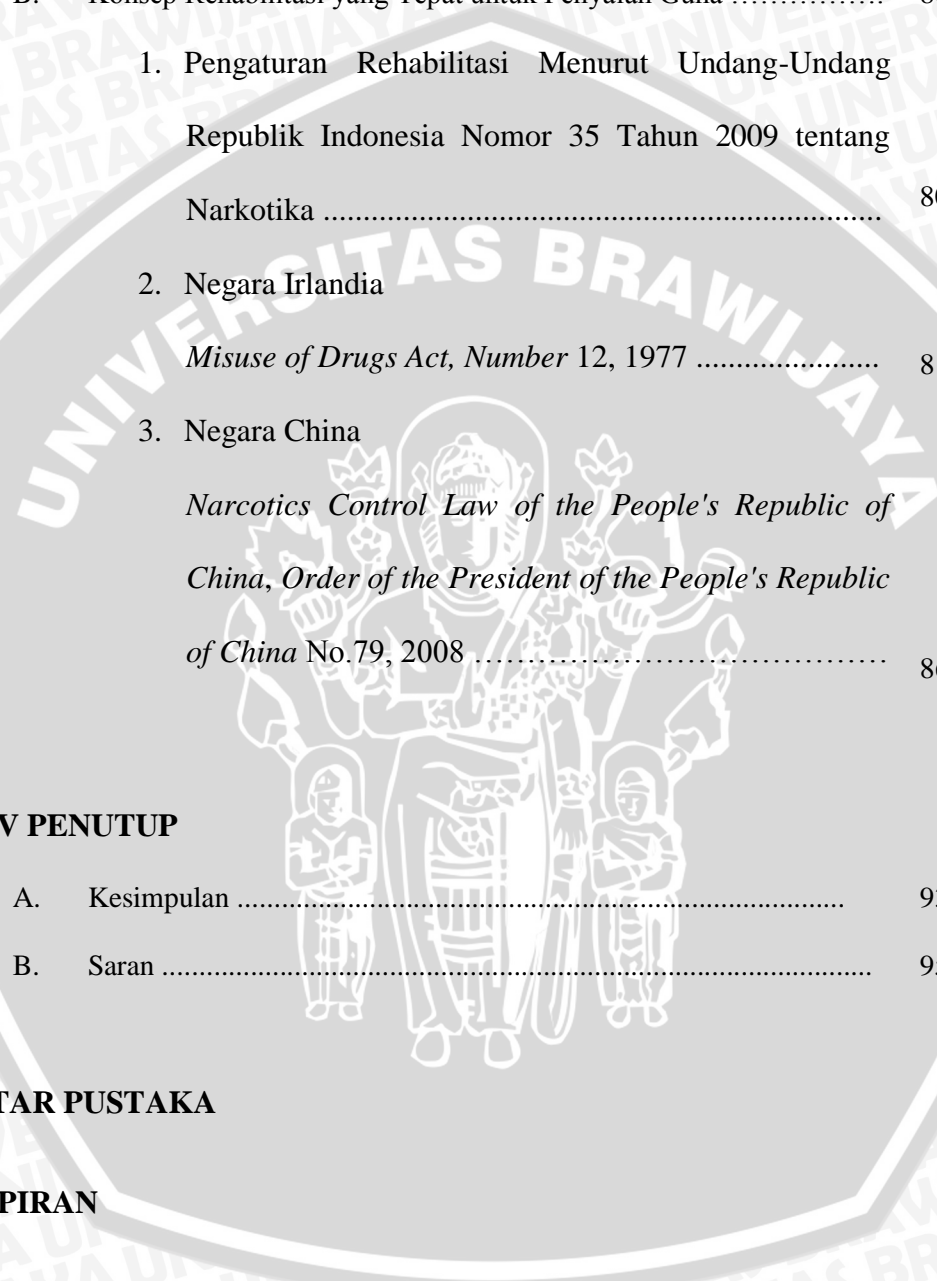 B. Konsep Rehabilitasi yang Tepat untuk Penyalah Guna …………….
1. Pengaturan Rehabilitasi Menurut Undang-Undang
Republik Indonesia Nomor 35 Tahun 2009 tentang
Narkotika ............................................................
2. Negara Irlandia
Misuse of Drugs Act, Number 12, 1977 .......................
3. Negara China
Narcotics Control Law of the People's Republic of
China, Order of the President of the People's Republic
of China No.79, 2008 ……………………………………
V PENUTUP
A. Kesimpulan .................................................................
B. Saran ...........................................................................
TAR PUSTAKA
PIRAN
UNIVERSITAS BRAWIJAYA